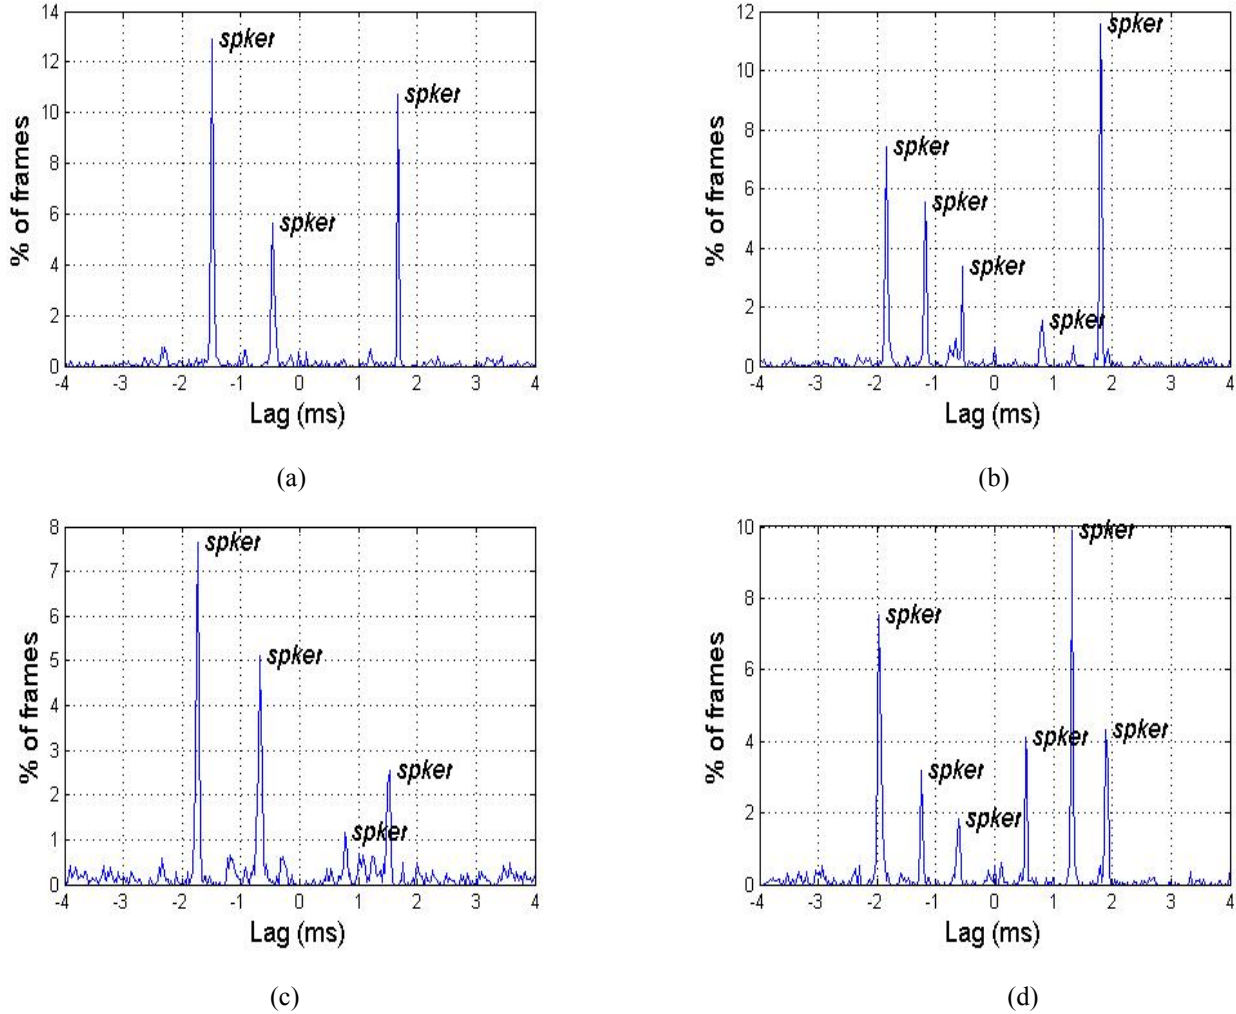 14
12
10
8
6
4
2
0
-4 -3 -2 -1 0 1 2 3 4
% of frames
Lag (ms)
spker
spker
spker
(a)
12
10
8
6
4
2
0
-4 -3 -2 -1 0 1 2 3 4
% of frames
Lag (ms)
spker
spker
spker
spker
spker
(b)
8
7
6
5
4
3
2
1
0
-4 -3 -2 -1 0 1 2 3 4
% of frames
Lag (ms)
spker
spker
spker
spker
(c)
10
8
6
4
2
0
-4 -3 -2 -1 0 1 2 3 4
% of frames
Lag (ms)
spker
spker
spker
spker
spker
spker
(d)